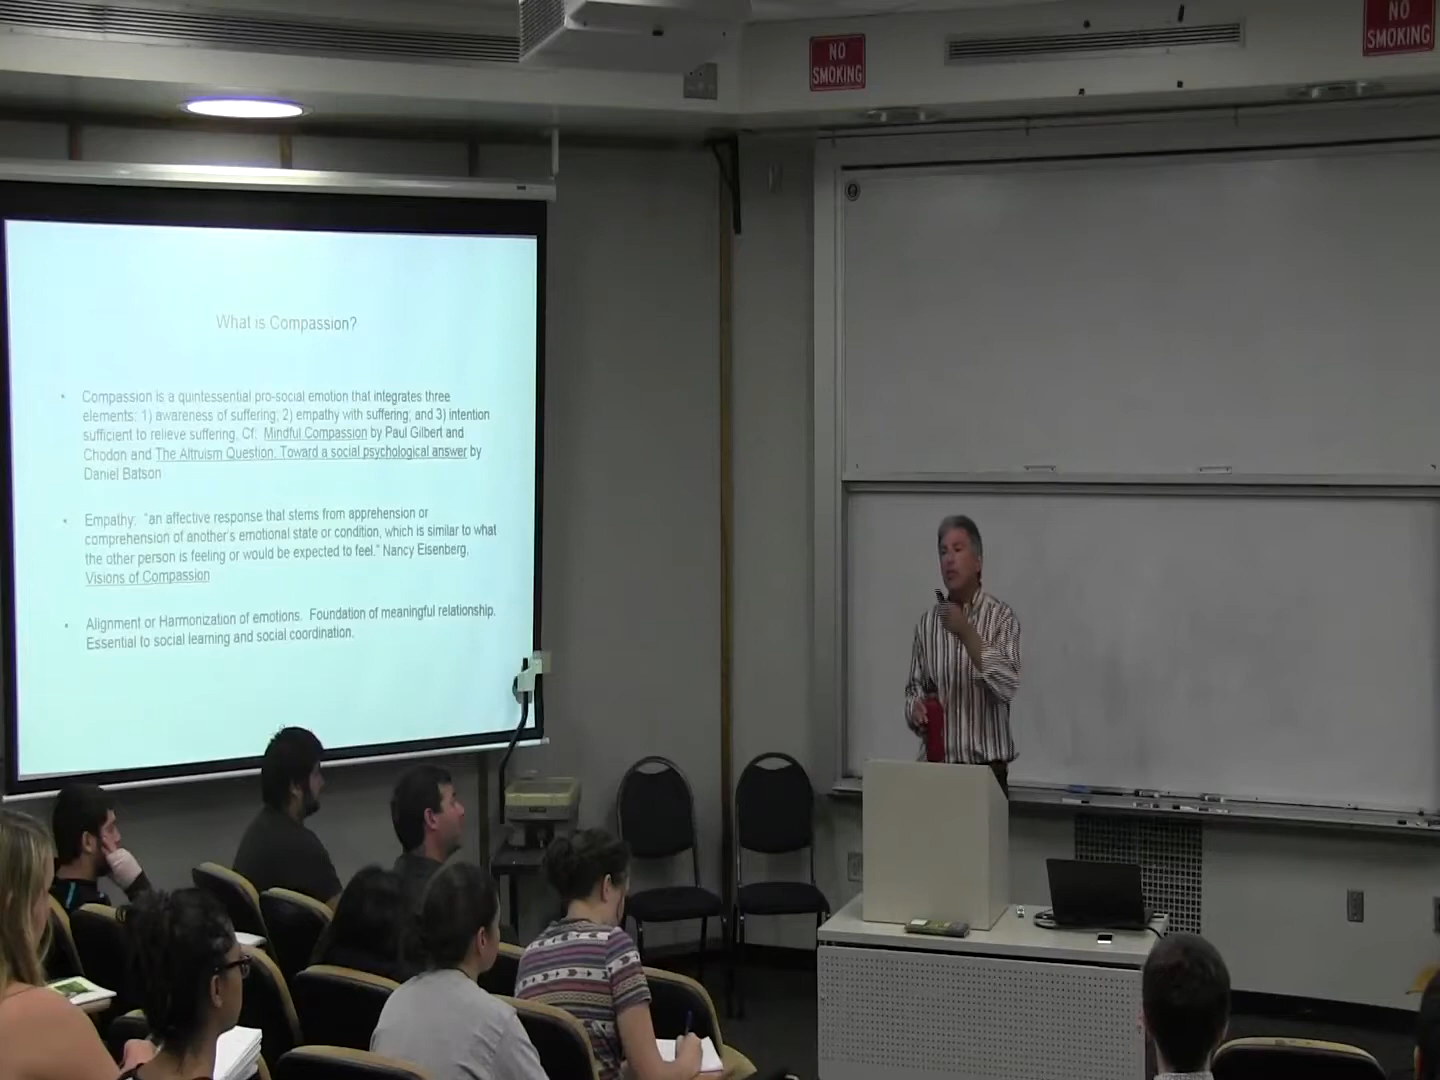 NO
SMOKING
NO
SMOKING
What is Compassion?
• Compassion is a quintessential pro-social emotion that integrates three
elements: 1) awareness of suffering, 2) empathy with suffering; and 3) intention
sufficient to relieve suffering. Cf: Mindful Compassion by Paul Gilbert and
Chodon and The Altruism Question: Toward a social psychological answer by
Daniel Batson
• Empathy: “an affective response that stems from apprehension or
comprehension of another's emotional state or condition, which is similar to what
the other person is feeling or would be expected to feel.” Nancy Eisenberg,
Visions of Compassion
• Alignment or Harmonization of emotions. Foundation of meaningful relationship.
Essential to social learning and social coordination.